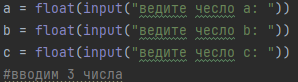 a = float(input("ведите чесло a: "))
b = float(input("ведите чесло b: "))
c = float(input("ведите чесло c: "))
#вводим 3 числа